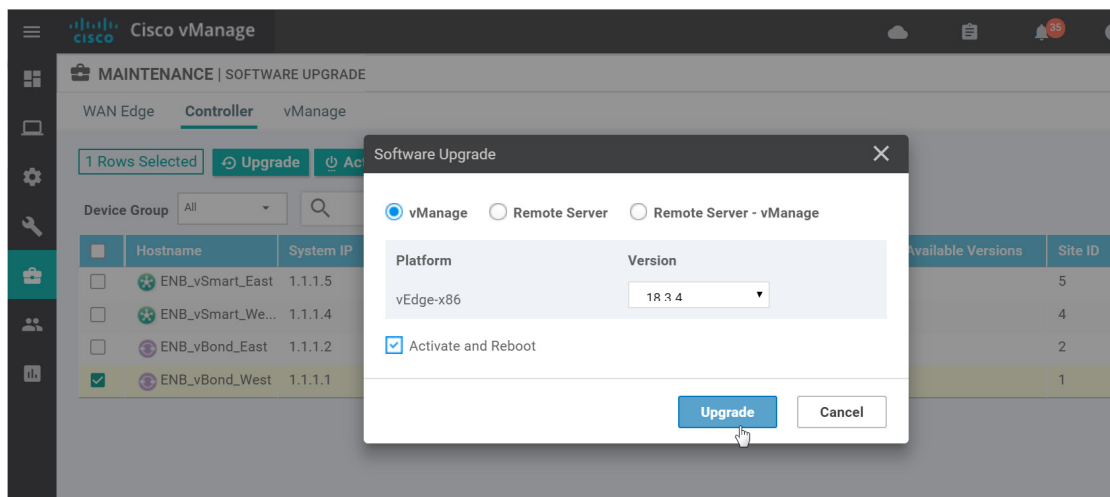 cisco Cisco vManage 35
MAINTENANCE | SOFTWARE UPGRADE
WAN Edge Controller vManage
1 Rows Selected Upgrade
Device Group All
Hostname System IP Available Versions Site ID
ENB_vSmart_East 1.1.1.5 5
ENB_vSmart_We... 1.1.1.4 4
ENB_vBond_East 1.1.1.2 2
ENB_vBond_West 1.1.1.1 1
Software Upgrade
vManage Remote Server Remote Server - vManage
Platform Version
vEdge-x86 18.3.4
Activate and Reboot
Upgrade Cancel